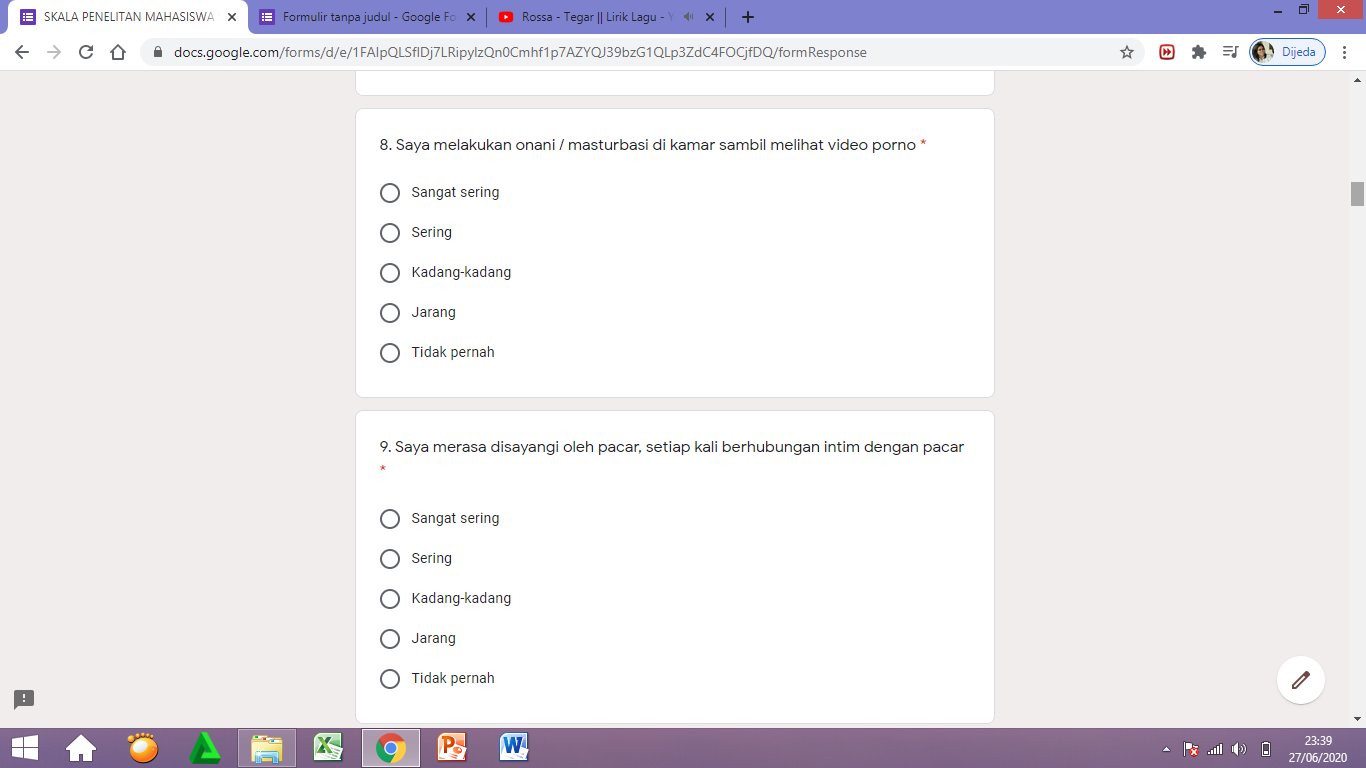 SKALA PENELITAN MAHASISWA
Formulir tanpa judul - Google Fo
Rossa - Tegar || Lirik Lagu - Y
docs.google.com/forms/d/e/1FAIpQLSflDj7LRipyIzQn0Cmhf1p7AZYQJ39bzG1QLp3ZdC4FOCjfDQ/formResponse
Dijeda
8. Saya melakukan onani / masturbasi di kamar sambil melihat video porno *
Sangat sering
Sering
Kadang-kadang
Jarang
Tidak pernah
9. Saya merasa disayangi oleh pacar, setiap kali berhubungan intim dengan pacar
*
Sangat sering
Sering
Kadang-kadang
Jarang
Tidak pernah
23:39
27/06/2020